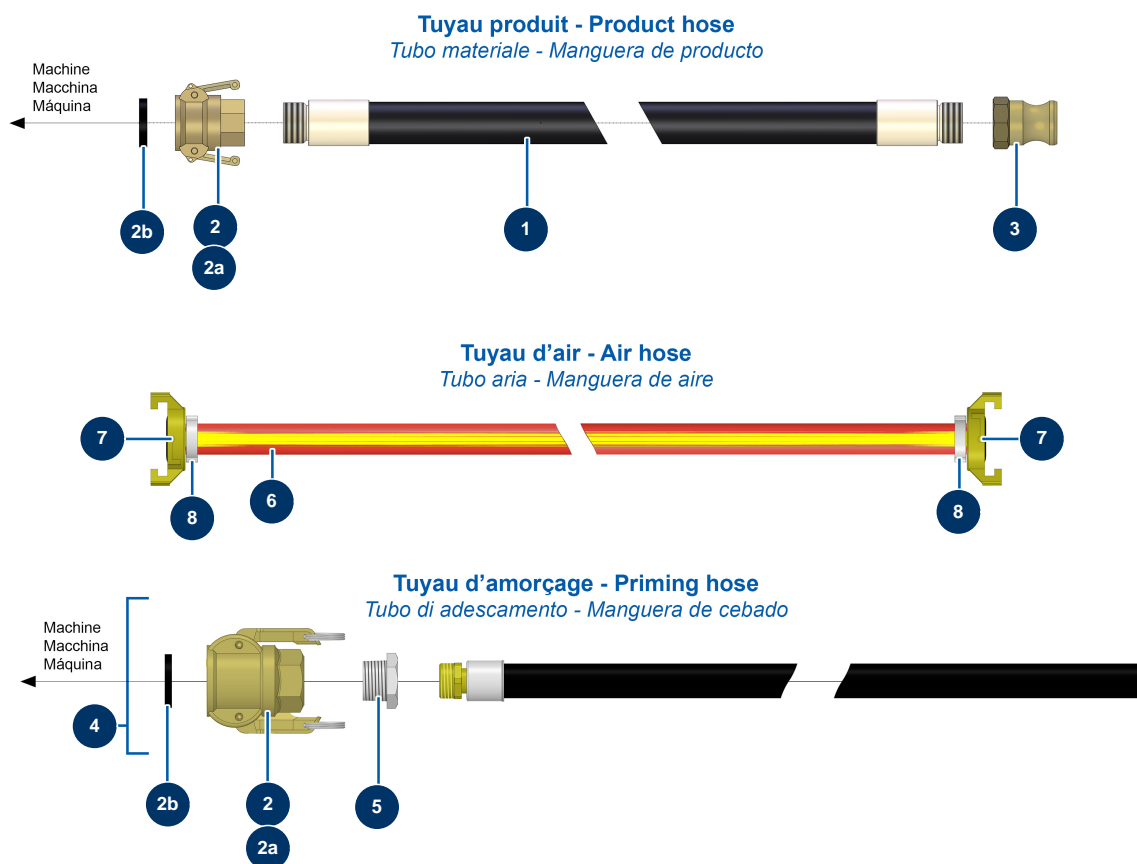 Tuyau produit - Product hose
Tubo materiale - Manguera de producto
Machine
Macchina
Máquina
2b
2
2a
1
3
Tuyau d'air - Air hose
Tubo aria - Manguera de aire
7
8
6
7
8
Tuyau d'amorçage - Priming hose
Tubo di adescamento - Manguera de cebado
Machine
Macchina
Máquina
4
2b
2
2a
5